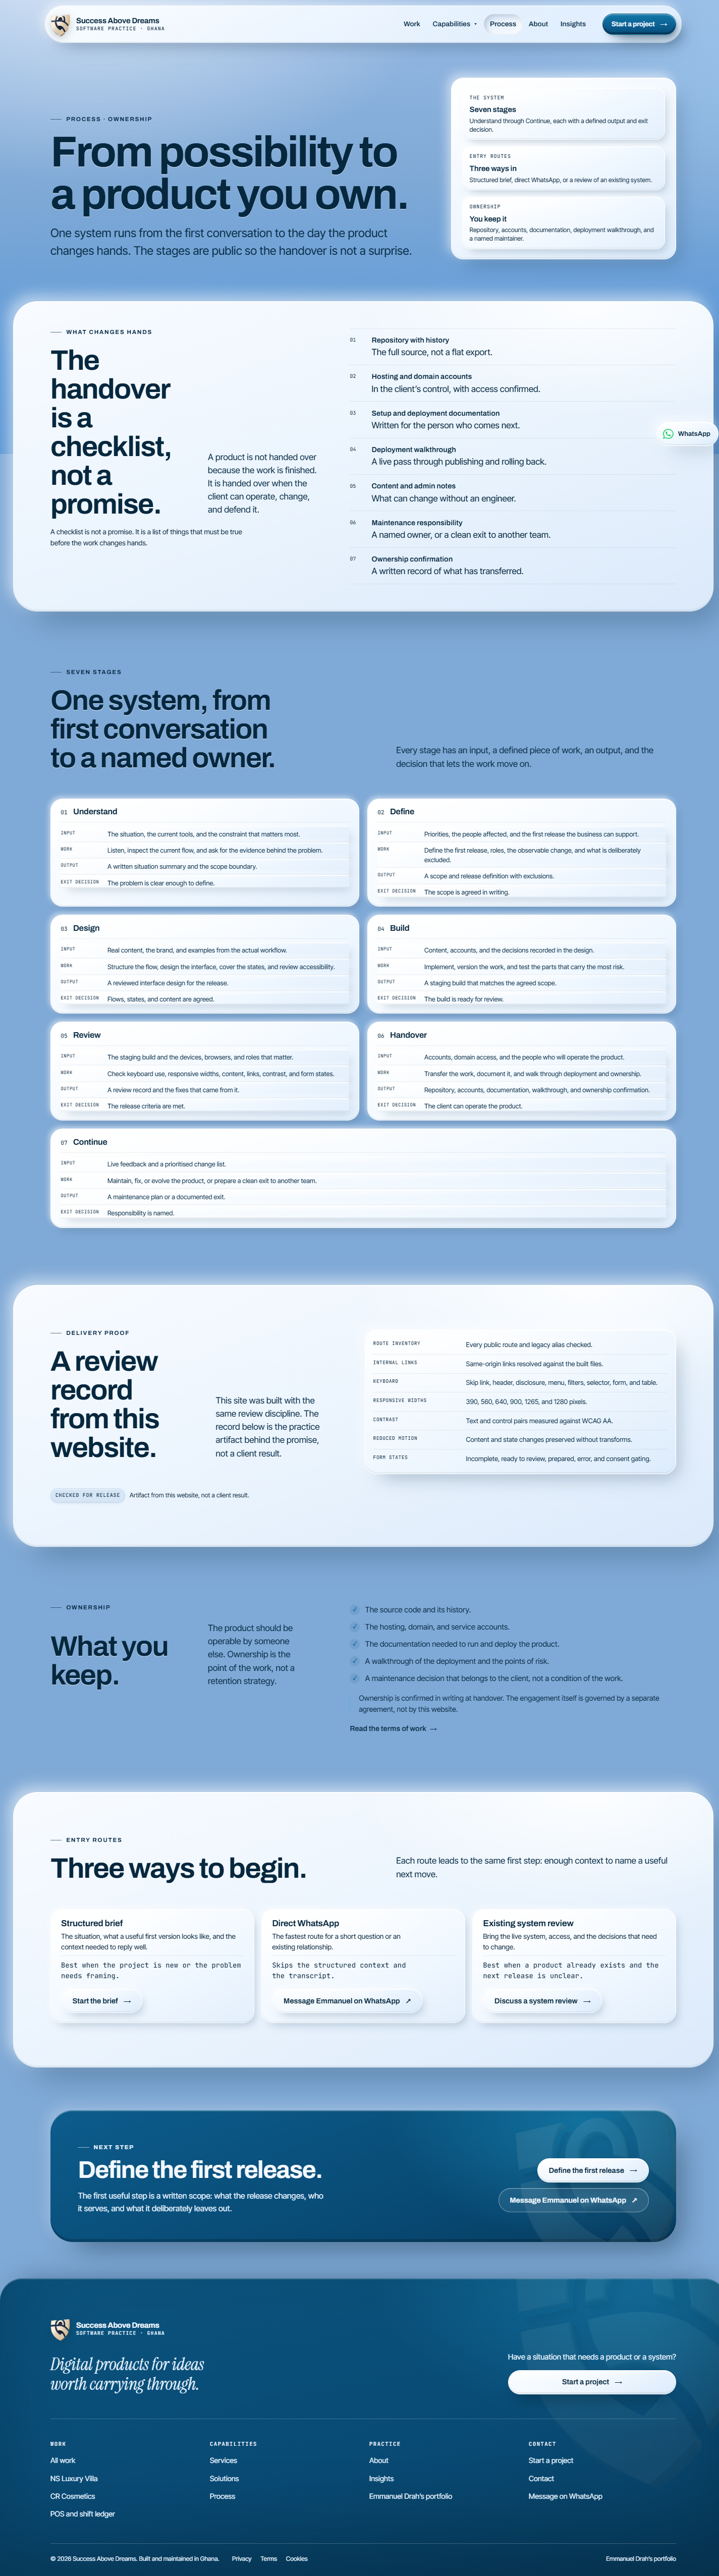 Success Above Dreams
SOFTWARE PRACTICE · GHANA
Work
Capabilities
Process
About
Insights
Start a project →
PROCESS · OWNERSHIP
From possibility to
a product you own.
One system runs from the first conversation to the day the product
changes hands. The stages are public so the handover is not a surprise.
THE SYSTEM
Seven stages
Understand through Continue, each with a defined output and exit
decision.
ENTRY ROUTES
Three ways in
Structured brief, direct WhatsApp, or a review of an existing system.
OWNERSHIP
You keep it
Repository, accounts, documentation, deployment walkthrough, and
a named maintainer.
WHAT CHANGES HANDS
The
handover
is a
checklist,
not a
promise.
A product is not handed over
because the work is finished.
It is handed over when the
client can operate, change,
and defend it.
A checklist is not a promise. It is a list of things that must be true
before the work changes hands.
01 Repository with history
The full source, not a flat export.
02 Hosting and domain accounts
In the client's control, with access confirmed.
03 Setup and deployment documentation
Written for the person who comes next.
04 Deployment walkthrough
A live pass through publishing and rolling back.
05 Content and admin notes
What can change without an engineer.
06 Maintenance responsibility
A named owner, or a clean exit to another team.
07 Ownership confirmation
A written record of what has transferred.
WhatsApp
SEVEN STAGES
One system, from
first conversation
to a named owner.
Every stage has an input, a defined piece of work, an output, and the
decision that lets the work move on.
01 Understand
INPUT The situation, the current tools, and the constraint that matters most.
WORK Listen, inspect the current flow, and ask for the evidence behind the problem.
OUTPUT A written situation summary and the scope boundary.
EXIT DECISION The problem is clear enough to define.
02 Define
INPUT Priorities, the people affected, and the first release the business can support.
WORK Define the first release, roles, the observable change, and what is deliberately
excluded.
OUTPUT A scope and release definition with exclusions.
EXIT DECISION The scope is agreed in writing.
03 Design
INPUT Real content, the brand, and examples from the actual workflow.
WORK Structure the flow, design the interface, cover the states, and review accessibility.
OUTPUT A reviewed interface design for the release.
EXIT DECISION Flows, states, and content are agreed.
04 Build
INPUT Content, accounts, and the decisions recorded in the design.
WORK Implement, version the work, and test the parts that carry the most risk.
OUTPUT A staging build that matches the agreed scope.
EXIT DECISION The build is ready for review.
05 Review
INPUT The staging build and the devices, browsers, and roles that matter.
WORK Check keyboard use, responsive widths, content, links, contrast, and form states.
OUTPUT A review record and the fixes that came from it.
EXIT DECISION The release criteria are met.
06 Handover
INPUT Accounts, domain access, and the people who will operate the product.
WORK Transfer the work, document it, and walk through deployment and ownership.
OUTPUT Repository, accounts, documentation, walkthrough, and ownership confirmation.
EXIT DECISION The client can operate the product.
07 Continue
INPUT Live feedback and a prioritised change list.
WORK Maintain, fix, or evolve the product, or prepare a clean exit to another team.
OUTPUT A maintenance plan or a documented exit.
EXIT DECISION Responsibility is named.
DELIVERY PROOF
A review
record
from this
website.
This site was built with the
same review discipline. The
record below is the practice
artifact behind the promise,
not a client result.
CHECKED FOR RELEASE Artifact from this website, not a client result.
ROUTE INVENTORY Every public route and legacy alias checked.
INTERNAL LINKS Same-origin links resolved against the built files.
KEYBOARD Skip link, header, disclosure, menu, filters, selector, form, and table.
RESPONSIVE WIDTHS 390, 560, 640, 900, 1265, and 1280 pixels.
CONTRAST Text and control pairs measured against WCAG AA.
REDUCED MOTION Content and state changes preserved without transforms.
FORM STATES Incomplete, ready to review, prepared, error, and consent gating.
OWNERSHIP
What you
keep.
The product should be
operable by someone
else. Ownership is the
point of the work, not a
retention strategy.
✓ The source code and its history.
✓ The hosting, domain, and service accounts.
✓ The documentation needed to run and deploy the product.
✓ A walkthrough of the deployment and the points of risk.
✓ A maintenance decision that belongs to the client, not a condition of the work.
Ownership is confirmed in writing at handover. The engagement itself is governed by a separate
agreement, not by this website.
Read the terms of work →
ENTRY ROUTES
Three ways to begin.
Each route leads to the same first step: enough context to name a useful
next move.
Structured brief
The situation, what a useful first version looks like, and the
context needed to reply well.
Best when the project is new or the problem
needs framing.
Start the brief →
Direct WhatsApp
The fastest route for a short question or an
existing relationship.
Skips the structured context and
the transcript.
Message Emmanuel on WhatsApp ↗
Existing system review
Bring the live system, access, and the decisions that need
to change.
Best when a product already exists and the
next release is unclear.
Discuss a system review →
NEXT STEP
Define the first release.
The first useful step is a written scope: what the release changes, who
it serves, and what it deliberately leaves out.
Define the first release →
Message Emmanuel on WhatsApp ↗
Success Above Dreams
SOFTWARE PRACTICE · GHANA
Digital products for ideas
worth carrying through.
Have a situation that needs a product or a system?
Start a project →
WORK
All work
NS Luxury Villa
CR Cosmetics
POS and shift ledger
CAPABILITIES
Services
Solutions
Process
PRACTICE
About
Insights
Emmanuel Drah's portfolio
CONTACT
Start a project
Contact
Message on WhatsApp
© 2026 Success Above Dreams. Built and maintained in Ghana.
Privacy
Terms
Cookies
Emmanuel Drah's portfolio